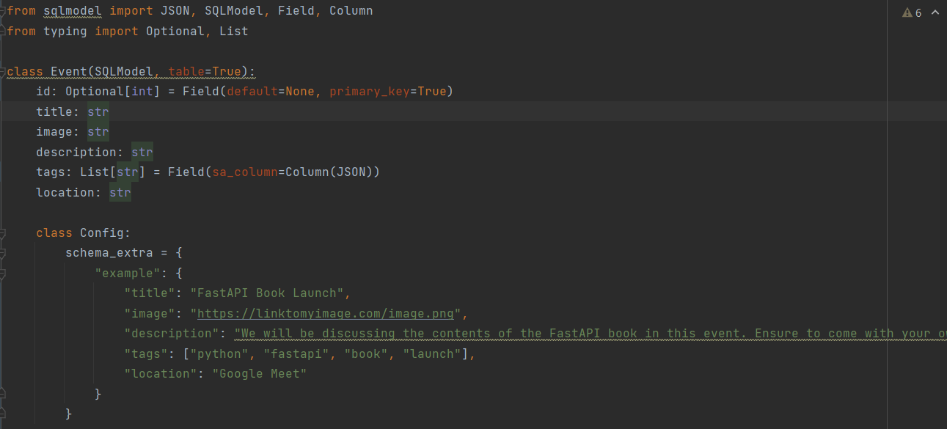 from sqlmodel import JSON, SQLModel, Field, Column
6
from typing import Optional, List
class Event(SQLModel, table=True):
id: Optional[int] = Field(default=None, primary_key=True)
title: str
image: str
description: str
tags: List[str] = Field(sa_column=Column(JSON))
location: str
class Config:
schema_extra = {
"example": {
"title": "FastAPI Book Launch",
"image": "https://linktomyimage.com/image.png",
"description": "We will be discussing the contents of the FastAPI book in this event. Ensure to come with your
"tags": ["python", "fastapi", "book", "launch"],
"location": "Google Meet"
}
}